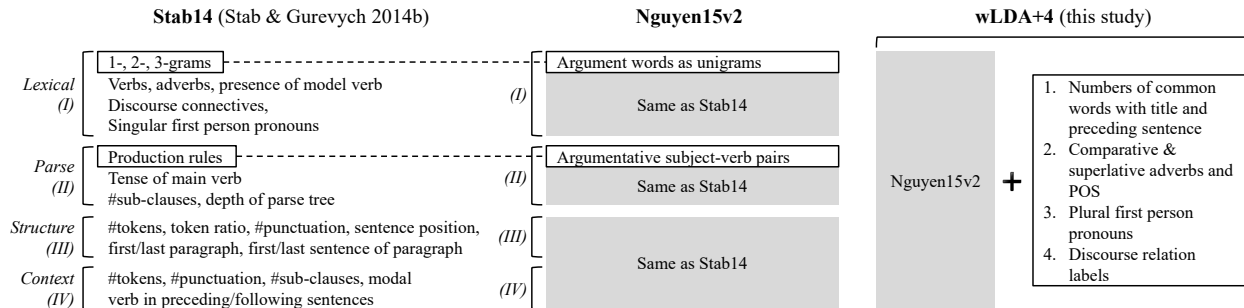 Stab14 (Stab & Gurevych 2014b)
Nguyen15v2
wLDA+4 (this study)
Lexical
(I)
1-, 2-, 3-grams
Verbs, adverbs, presence of model verb
Discourse connectives,
Singular first person pronouns
Parse
(II)
Production rules
Tense of main verb
#sub-clauses, depth of parse tree
Structure
(III)
#tokens, token ratio, #punctuation, sentence position,
first/last paragraph, first/last sentence of paragraph
Context
(IV)
#tokens, #punctuation, #sub-clauses, modal
verb in preceding/following sentences
(I)
Argument words as unigrams
Same as Stab14
(II)
Argumentative subject-verb pairs
Same as Stab14
(III)
(IV)
Same as Stab14
Nguyen15v2
+
1. Numbers of common
words with title and
preceding sentence
2. Comparative &
superlative adverbs and
POS
3. Plural first person
pronouns
4. Discourse relation
labels